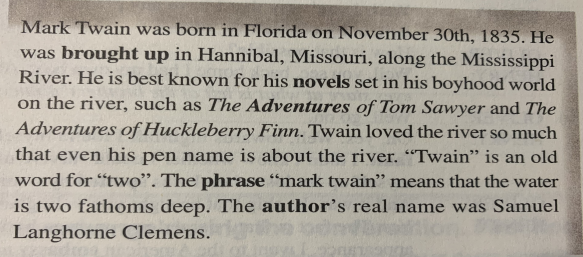 Mark Twain was born in Florida on November 30th, 1835. He
was brought up in Hannibal, Missouri, along the Mississippi
River. He is best known for his novels set in his boyhood world
on the river, such as The Adventures of Tom Sawyer and The
Adventures of Huckleberry Finn. Twain loved the river so much
that even his pen name is about the river. “Twain” is an old
word for “two”. The phrase “mark twain” means that the water
is two fathoms deep. The author’s real name was Samuel
Langhorne Clemens.